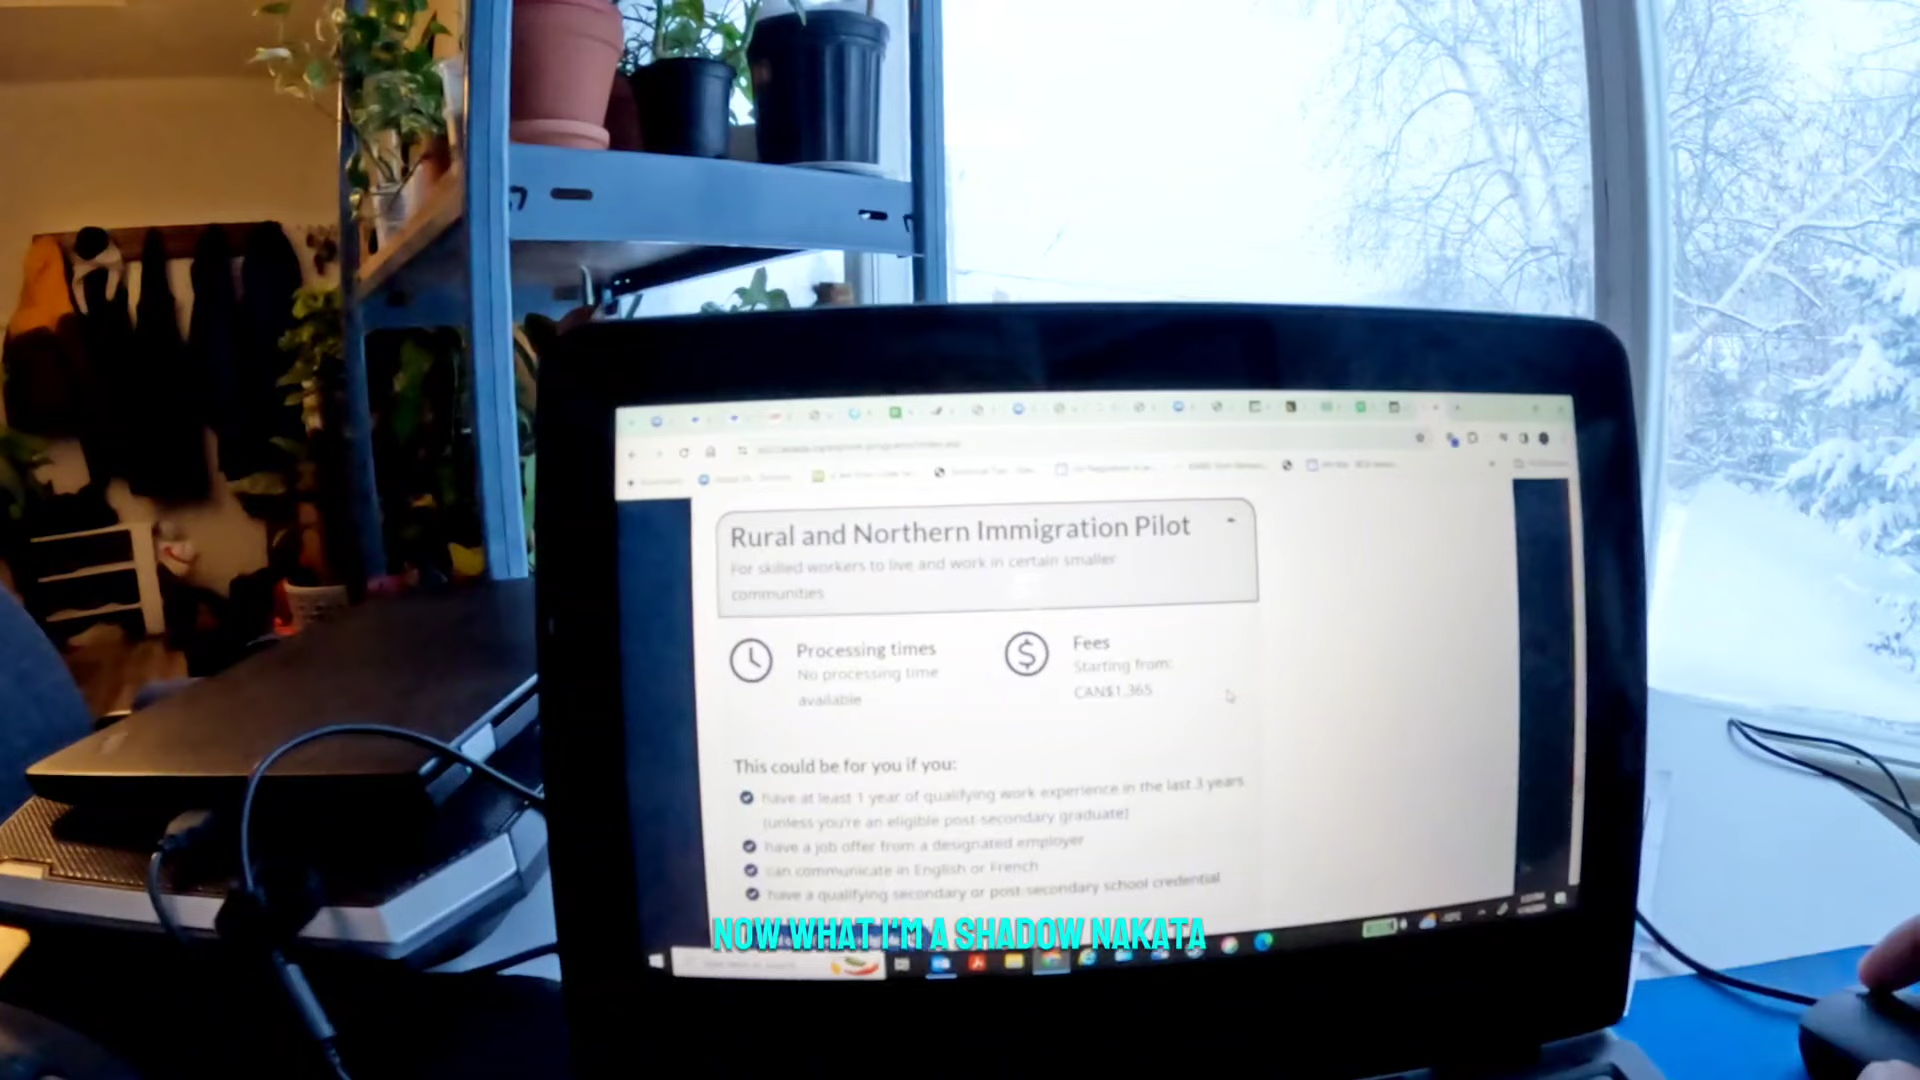 Rural and Northern Immigration Pilot
For skilled workers to live and work in certain smaller
communities
Processing times
No processing time
available
Fees
Starting from:
CAN$1,365
This could be for you if you:
have at least 1 year of qualifying work experience in the last 3 years
(unless you're an eligible post-secondary graduate)
have a job offer from a designated employer
can communicate in English or French
have a qualifying secondary or post-secondary school credential
NOW WHAT I'M A SHADOW NAKATA